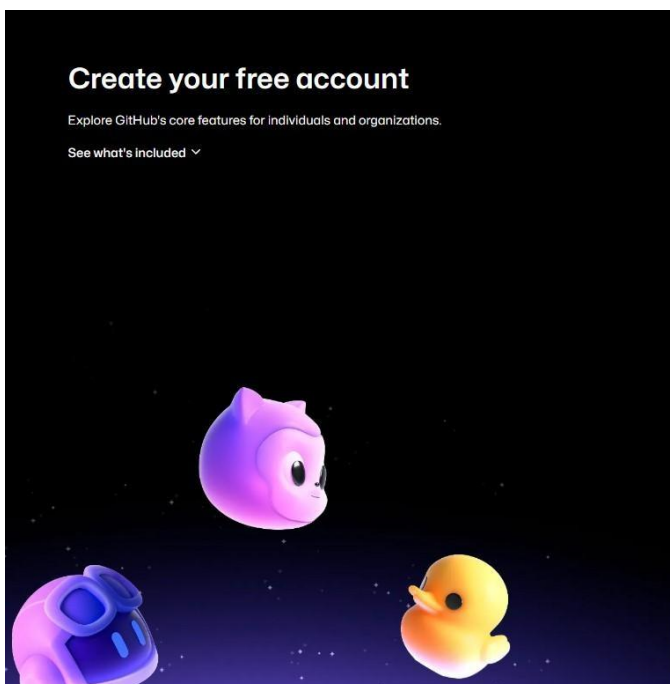 Create your free account
Explore GitHub's core features for individuals and organizations.
See what's included